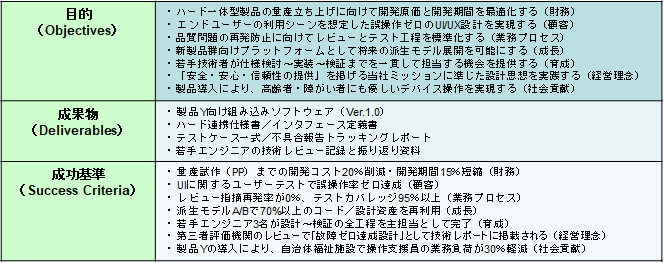 目的
(Objectives)
・ハード一体型製品の量産立ち上げに向けて開発原価と開発期間を最適化する（財務）
・エンドユーザーの利用シーンを想定した誤操作ゼロのUI/UX設計を実現する（顧客）
・品質問題の再発防止に向けてレビューとテスト工程を標準化する（業務プロセス）
・新製品群向けプラットフォームとして将来の派生モデル展開を可能にする（成長）
・若手技術者が仕様検討～実装～検証までを一貫して担当する機会を提供する（育成）
・「安全・安心・信頼性の提供」を掲げる当社ミッションに準じた設計思想を実践する（経営理念）
・製品導入により、高齢者・障がい者にも優しいデバイス操作を実現する（社会貢献）
成果物
（Deliverables）
・製品Y向け組み込みソフトウェア（Ver.1.0）
・ハード連携仕様書／インタフェース定義書
・テストケース一式／不具合報告トラッキングレポート
・若手エンジニアの技術レビュー記録と振り返り資料
成功基準
（Success Criteria）
・量産試作（PP）までの開発コスト20%削減・開発期間15%短縮（財務）
・UIに関するユーザーテストで誤操作率ゼロ達成（顧客）
・レビュー指摘再発率が0%、テストカバレッジ95%以上（業務プロセス）
・派生モデルA/Bで70%以上のコード／設計資産を再利用（成長）
・若手エンジニア3名が設計～検証の全工程を主担当として完了（育成）
・第三者評価機関のレビューで「故障ゼロ達成設計」として技術レポートに掲載される（経営理念）
・製品Yの導入により、自治体福祉施設で操作支援員の業務負荷が30%軽減（社会貢献）